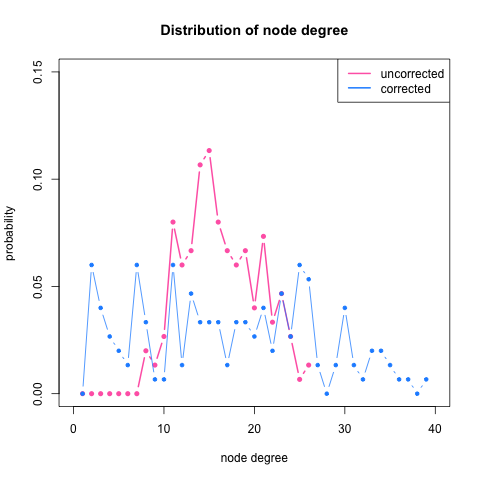 Distribution of node degree
uncorrected
corrected
probability
0.15
0.10
0.05
0.00
0 10 20 30 40
node degree